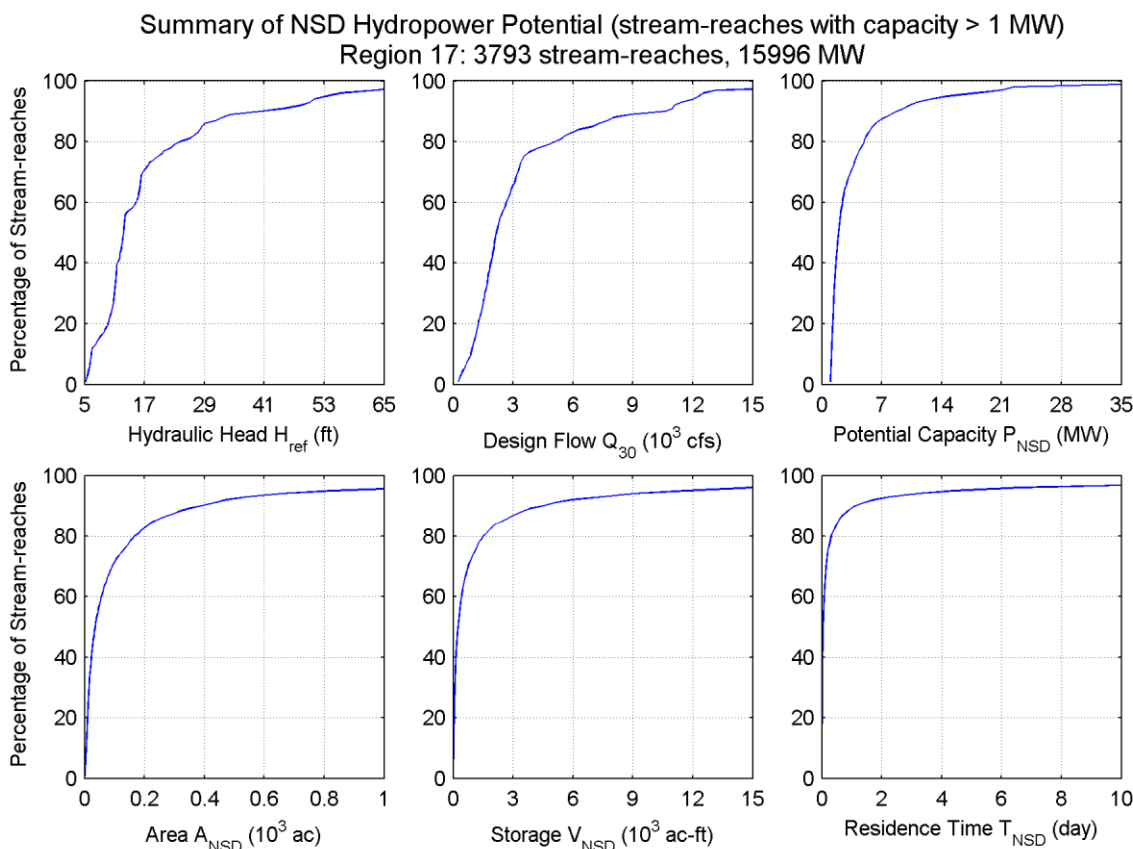 Summary of NSD Hydropower Potential (stream-reaches with capacity > 1 MW)
Region 17: 3793 stream-reaches, 15996 MW
Percentage of Stream-reaches
100
80
60
40
20
0
5 17 29 41 53 65
Hydraulic Head H_ref (ft)
100
80
60
40
20
0
0 3 6 9 12 15
Design Flow Q_30 (10^3 cfs)
100
80
60
40
20
0
0 7 14 21 28 35
Potential Capacity P_NSD (MW)
Percentage of Stream-reaches
100
80
60
40
20
0
0 0.2 0.4 0.6 0.8 1
Area A_NSD (10^3 ac)
100
80
60
40
20
0
0 3 6 9 12 15
Storage V_NSD (10^3 ac-ft)
100
80
60
40
20
0
0 2 4 6 8 10
Residence Time T_NSD (day)